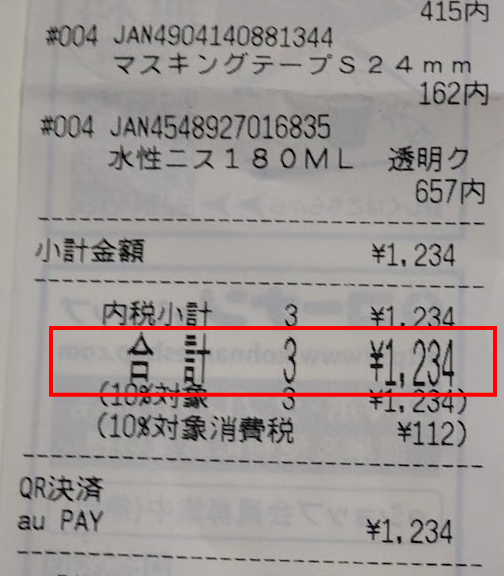 415内
#004 JAN4904140881344
マスキングテープS24mm
162内
#004 JAN4548927016835
水性ニス180ML 透明ク
657内
小計金額 ¥1,234
内税小計 3 ¥1,234
合計 3 ¥1,234
(10%対象 3 ¥1,234)
(10%対象消費税 ¥112)
QR決済
au PAY ¥1,234